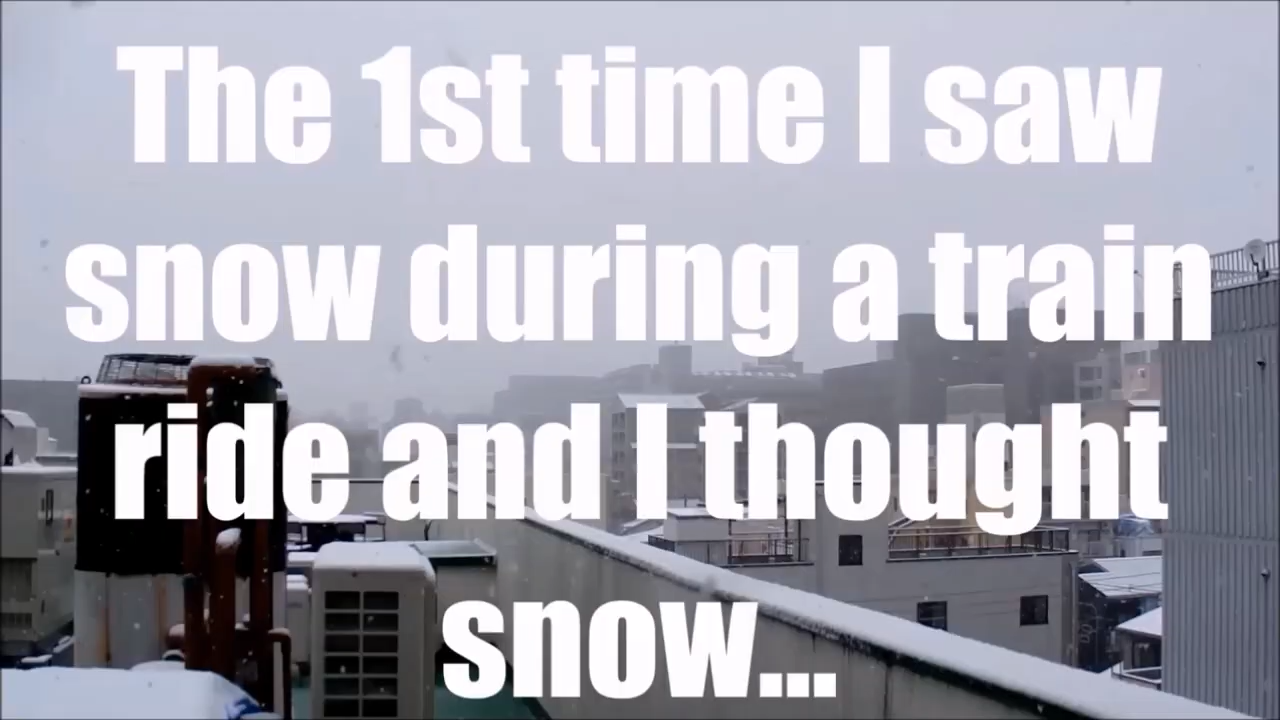 The 1st time I saw
snow during a train
ride and I thought
snow...